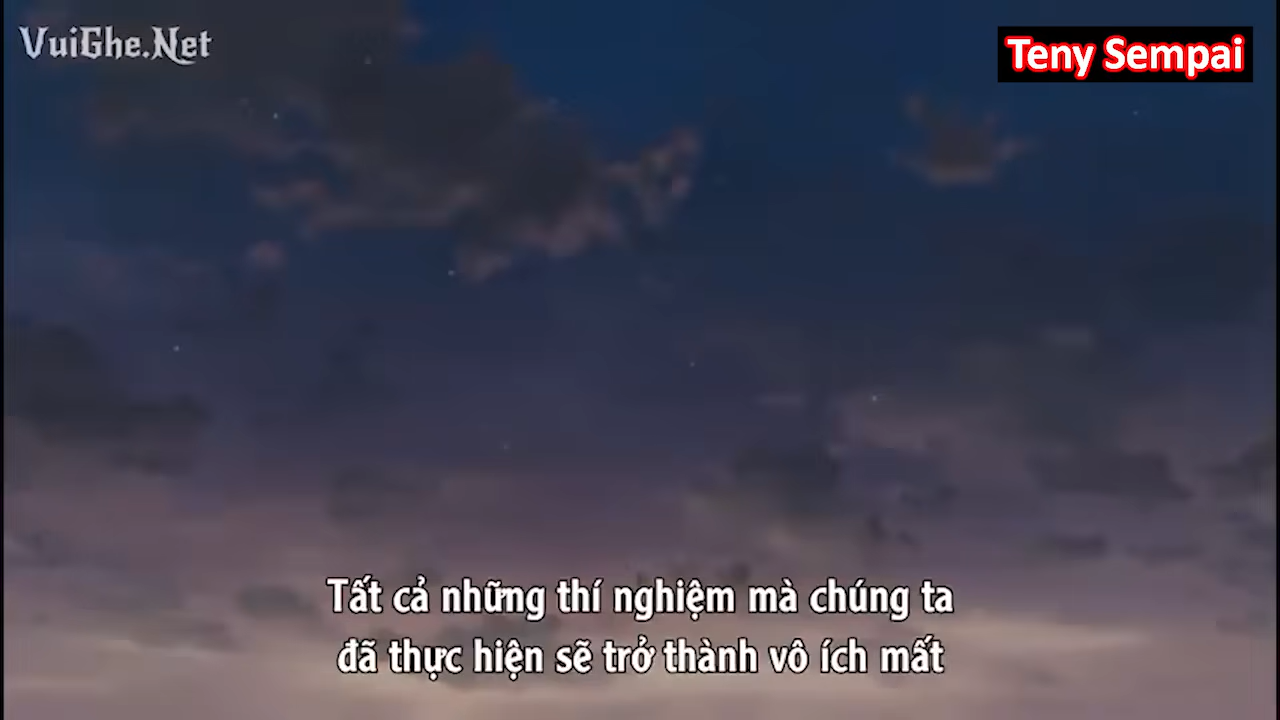 VuiGhe.Net
Teny Sempai
Tất cả những thí nghiệm mà chúng ta
đã thực hiện sẽ trở thành vô ích mất